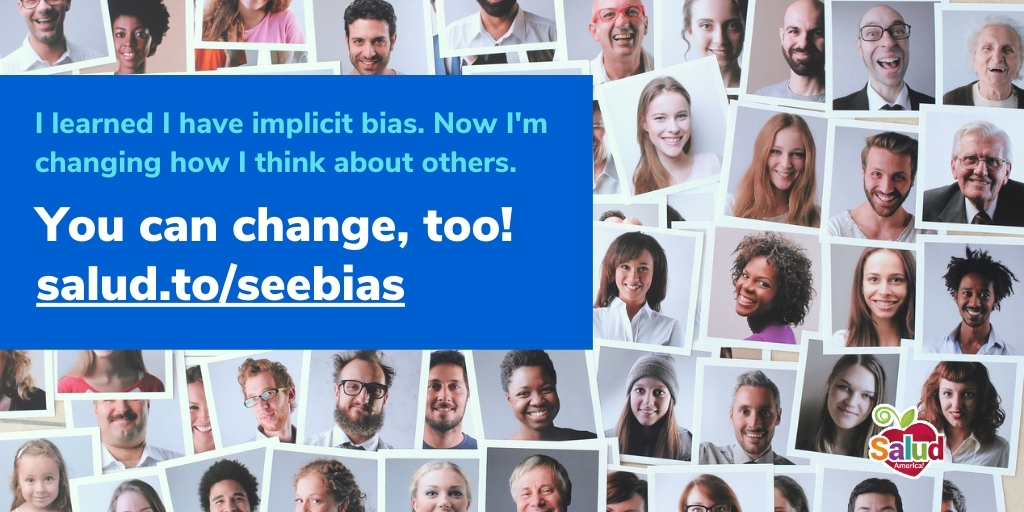 I learned I have implicit bias. Now I'm
changing how I think about others.
You can change, too!
salud.to/seebias
Salud
America!